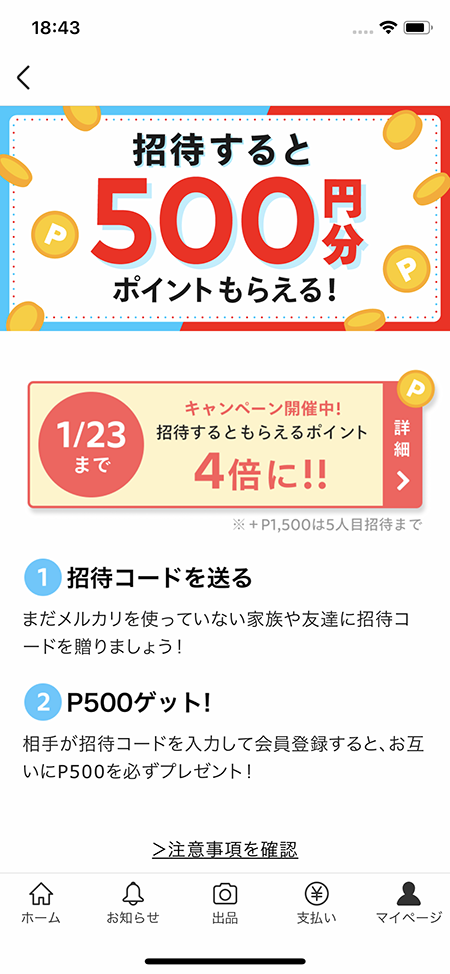 18:43
招待すると
500円分
ポイントもらえる!
P
P
P
1/23
まで
キャンペーン開催中!
招待するともらえるポイント
4倍に!!
詳細
※+P1,500は5人目招待まで
1 招待コードを送る
まだメルカリを使っていない家族や友達に招待コ
ードを贈りましょう!
2 P500ゲット!
相手が招待コードを入力して会員登録すると、お互
いにP500を必ずプレゼント!
>注意事項を確認
ホーム
お知らせ
出品
支払い
マイページ